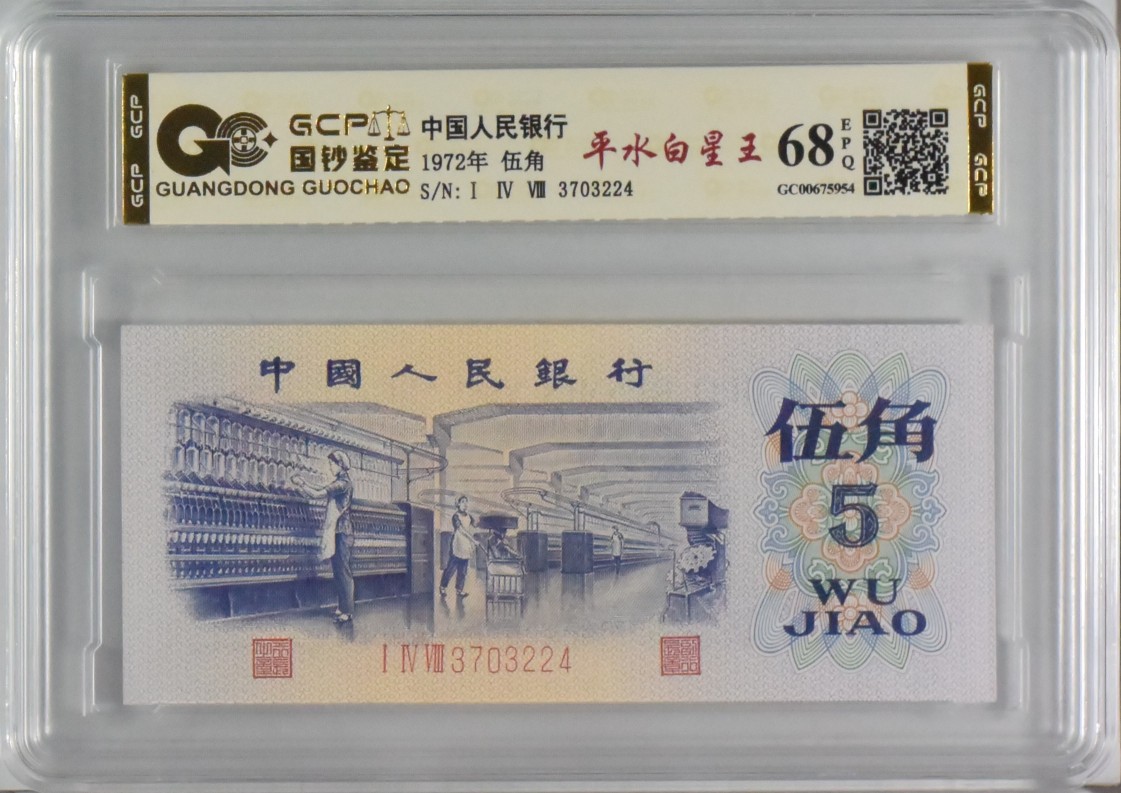 GCP
GCP
GCP
国钞鉴定
GUANGDONG GUOCHAO
中国人民银行
1972年 伍角
S/N: I IV VIII 3703224
平水白星王
68
EPQ
GC00675954
GCP
GCP
中國人民銀行
伍角
5
WU
JIAO
I IV VIII 3703224